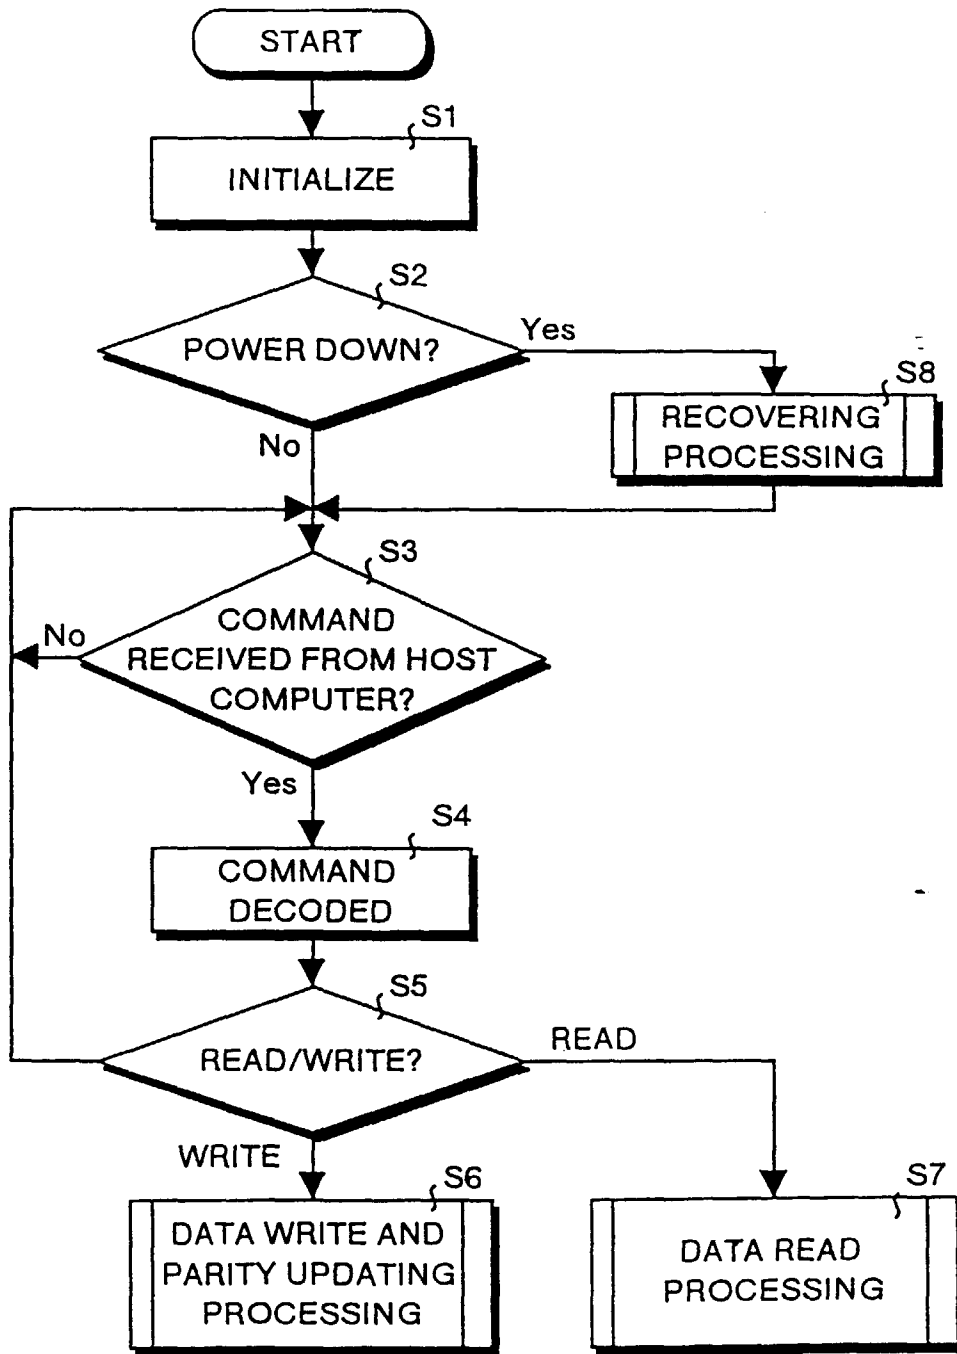 START
S1
INITIALIZE
S2
POWER DOWN?
Yes
S8
RECOVERING
PROCESSING
No
S3
COMMAND
RECEIVED FROM HOST
COMPUTER?
No
Yes
S4
COMMAND
DECODED
S5
READ/WRITE?
READ
WRITE
S6
DATA WRITE AND
PARITY UPDATING
PROCESSING
S7
DATA READ
PROCESSING